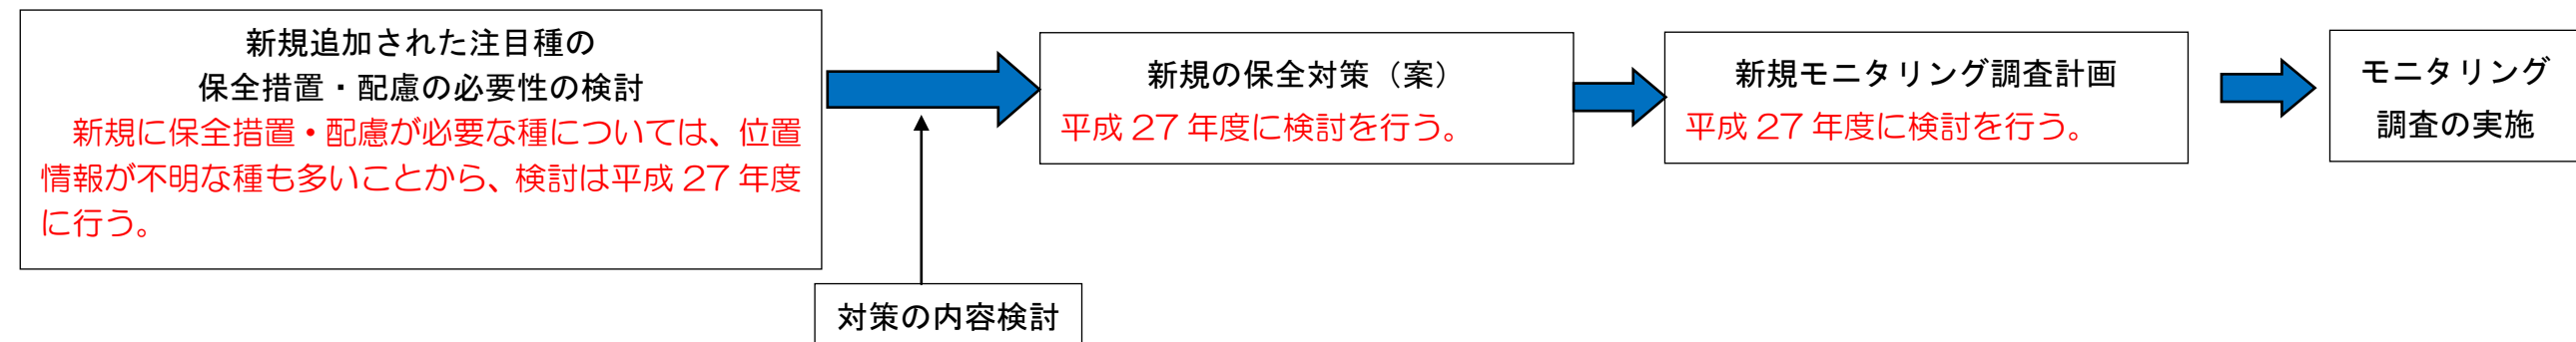 新規追加された注目種の
保全措置・配慮の必要性の検討
新規に保全措置・配慮が必要な種については、位置
情報が不明な種も多いことから、検討は平成 27 年度
に行う。
新規の保全対策（案）
平成 27 年度に検討を行う。
新規モニタリング調査計画
平成 27 年度に検討を行う。
モニタリング
調査の実施
対策の内容検討